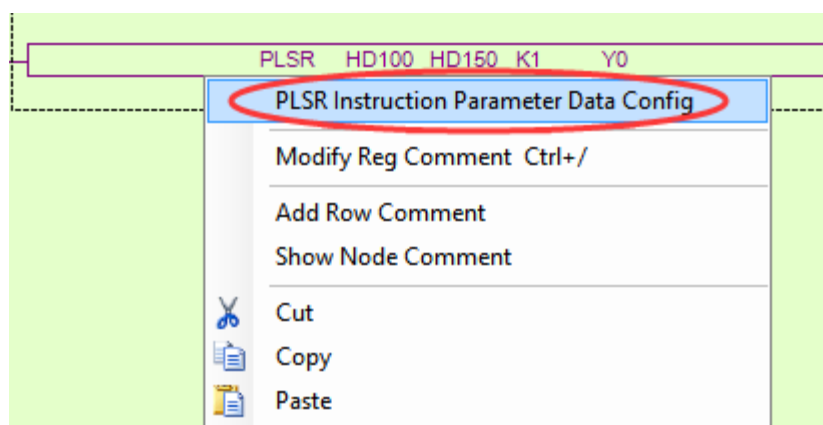 PLSR HD100 HD150 K1 Y0
PLSR Instruction Parameter Data Config
Modify Reg Comment Ctrl+/
Add Row Comment
Show Node Comment
Cut
Copy
Paste